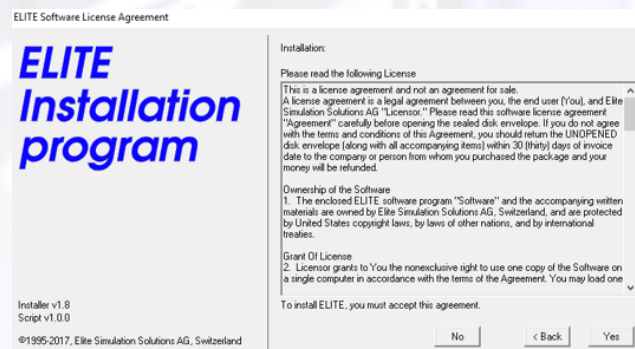 ELITE Software License Agreement
ELITE
Installation
program
Installation:
Please read the following License
This is a license agreement and not an agreement for sale.
A license agreement is a legal agreement between you, the end user (You), and Elite
Simulation Solutions AG "Licensor." Please read this software license agreement
"Agreement" carefully before opening the sealed disk envelope. If you do not agree
with the terms and conditions of this Agreement, you should return the UNOPENED
disk envelope (along with all accompanying items) within 30 (thirty) days of invoice
date to the company or person from whom you purchased the package and your
money will be refunded.
Ownership of the Software
1. The enclosed ELITE software program "Software" and the accompanying written
materials are owned by Elite Simulation Solutions AG, Switzerland, and are protected
by United States copyright laws, by laws of other nations, and by international
treaties.
Grant Of License
2. Licensor grants to You the nonexclusive right to use one copy of the Software on
a single computer in accordance with the terms of the Agreement. You may load one
To install ELITE, you must accept this agreement.
Installer v1.8
Script v1.0.0
©1995-2017, Elite Simulation Solutions AG, Switzerland
No
< Back
Yes